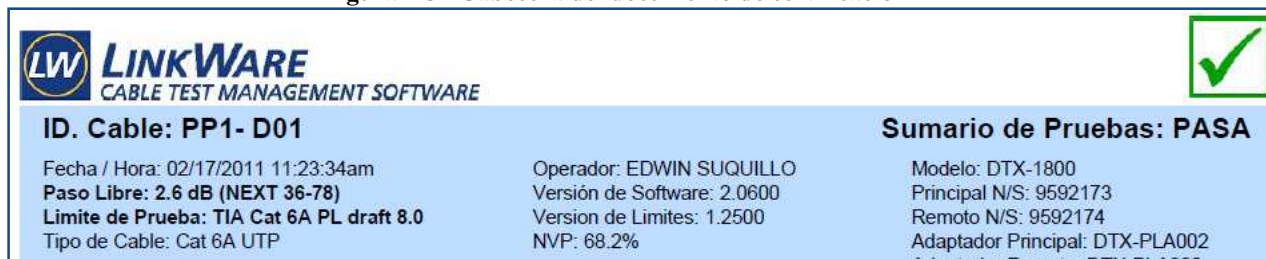 LW LINKWARE
CABLE TEST MANAGEMENT SOFTWARE
ID. Cable: PP1- D01
Sumario de Pruebas: PASA
Fecha / Hora: 02/17/2011 11:23:34am
Paso Libre: 2.6 dB (NEXT 36-78)
Limite de Prueba: TIA Cat 6A PL draft 8.0
Tipo de Cable: Cat 6A UTP
Operador: EDWIN SUQUILLO
Versión de Software: 2.0600
Version de Limites: 1.2500
NVP: 68.2%
Modelo: DTX-1800
Principal N/S: 9592173
Remoto N/S: 9592174
Adaptador Principal: DTX-PLA002